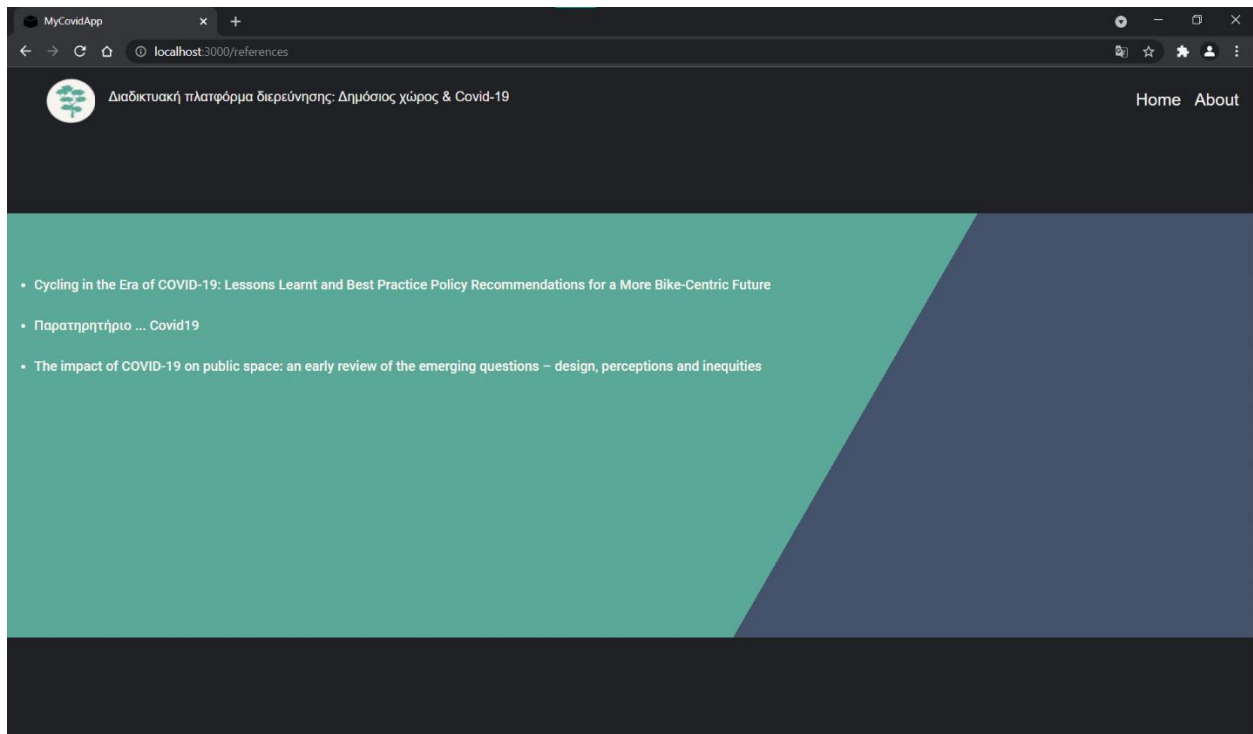 MyCovidApp
localhost:3000/references
Διαδικτυακή πλατφόρμα διερεύνησης: Δημόσιος χώρος & Covid-19
Home About
• Cycling in the Era of COVID-19: Lessons Learnt and Best Practice Policy Recommendations for a More Bike-Centric Future
• Παρατηρητήριο ... Covid19
• The impact of COVID-19 on public space: an early review of the emerging questions – design, perceptions and inequities